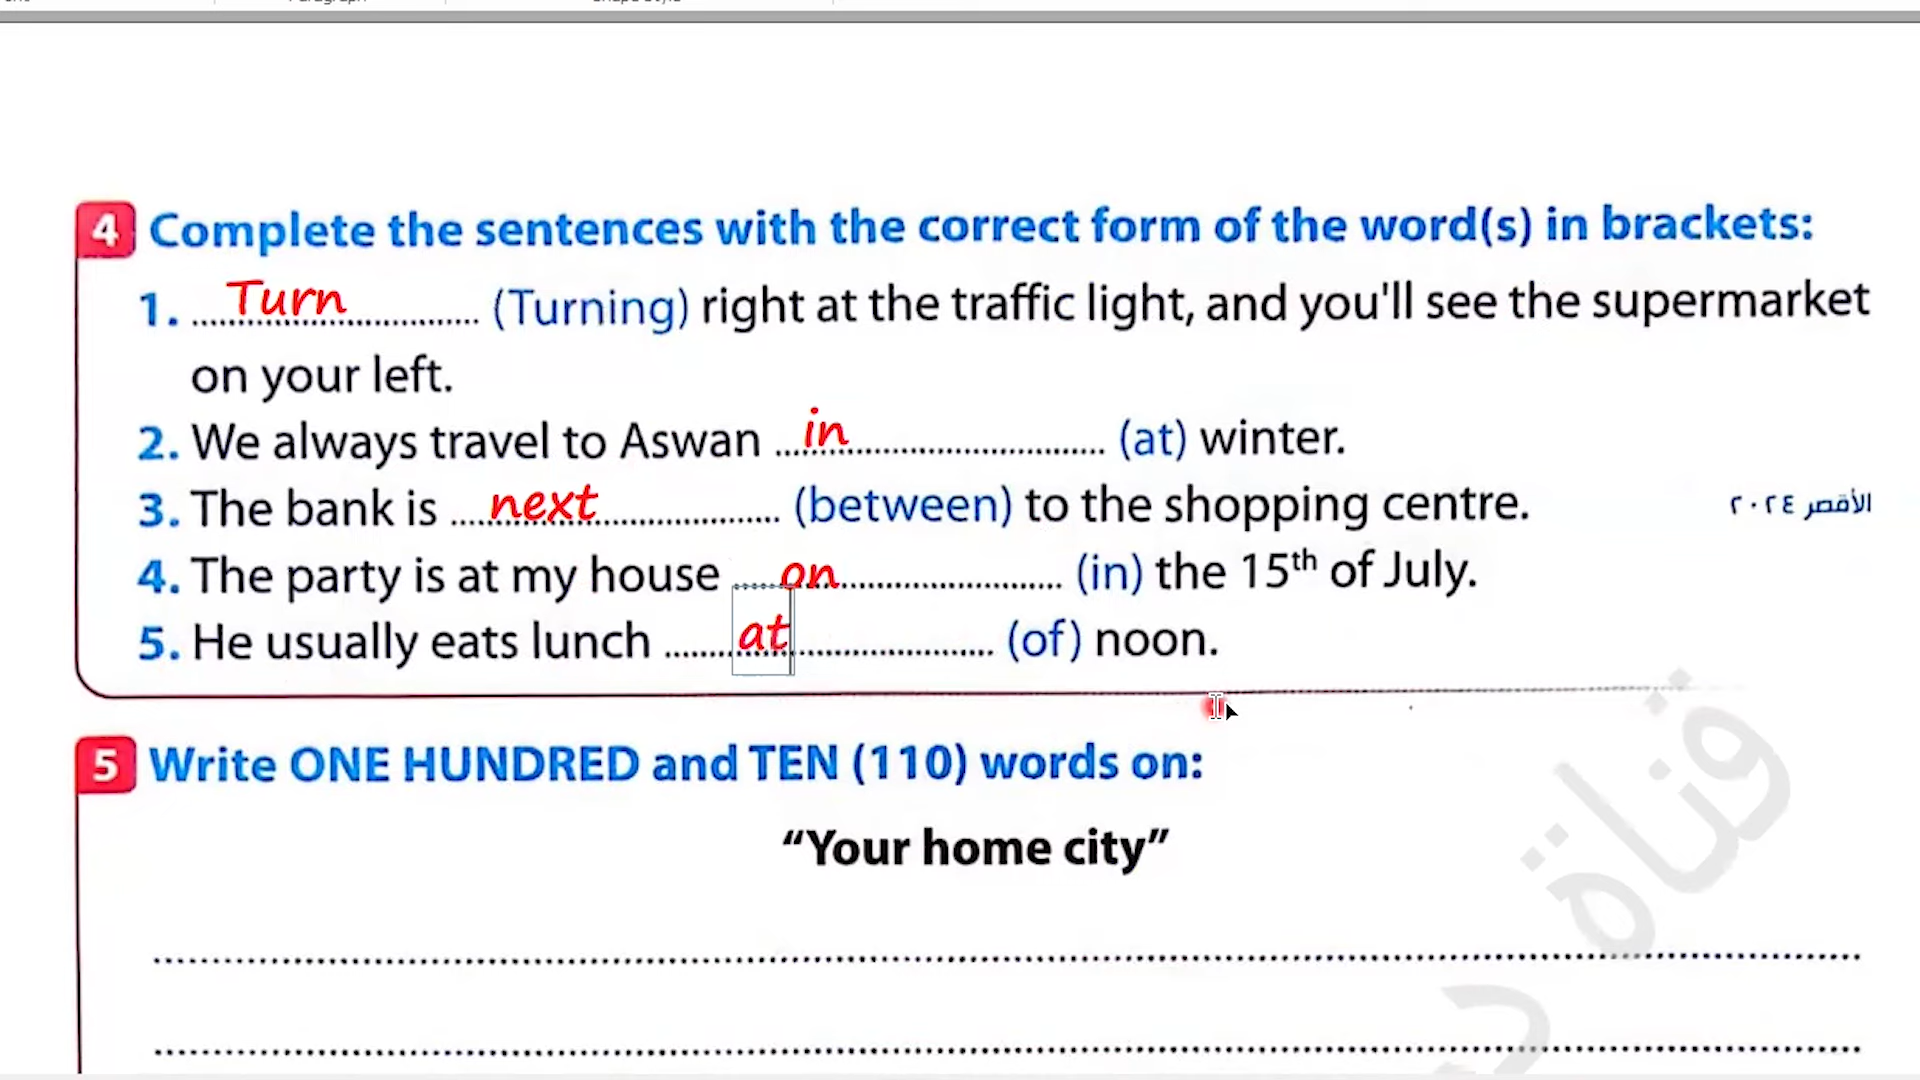 4 Complete the sentences with the correct form of the word(s) in brackets:
1. Turn (Turning) right at the traffic light, and you'll see the supermarket
on your left.
2. We always travel to Aswan in (at) winter.
3. The bank is next (between) to the shopping centre. الأقصر ٢٠٢٤
4. The party is at my house on (in) the 15th of July.
5. He usually eats lunch at (of) noon.
5 Write ONE HUNDRED and TEN (110) words on:
“Your home city”
قناة